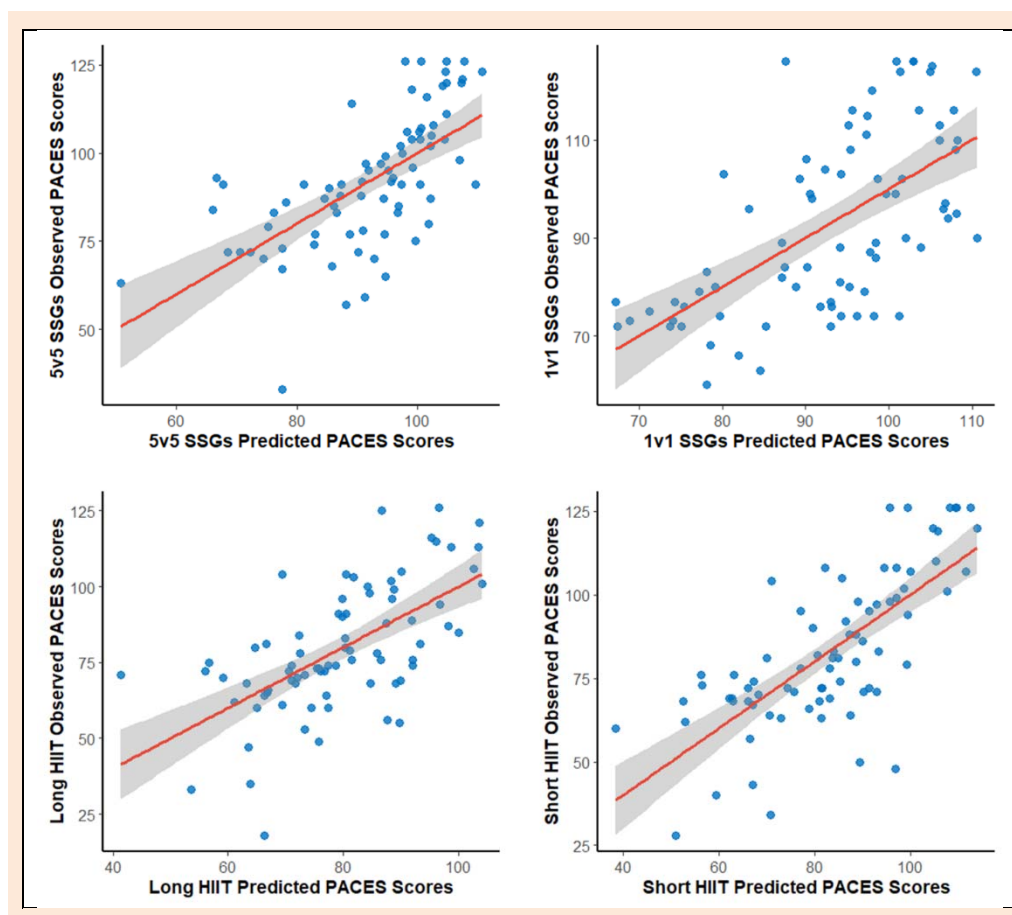 125
100
75
50
5v5 SSGs Observed PACES Scores
60 80 100
5v5 SSGs Predicted PACES Scores
110
90
70
1v1 SSGs Observed PACES Scores
70 80 90 100 110
1v1 SSGs Predicted PACES Scores
125
100
75
50
25
Long HIIT Observed PACES Scores
40 60 80 100
Long HIIT Predicted PACES Scores
125
100
75
50
25
Short HIIT Observed PACES Scores
40 60 80 100
Short HIIT Predicted PACES Scores